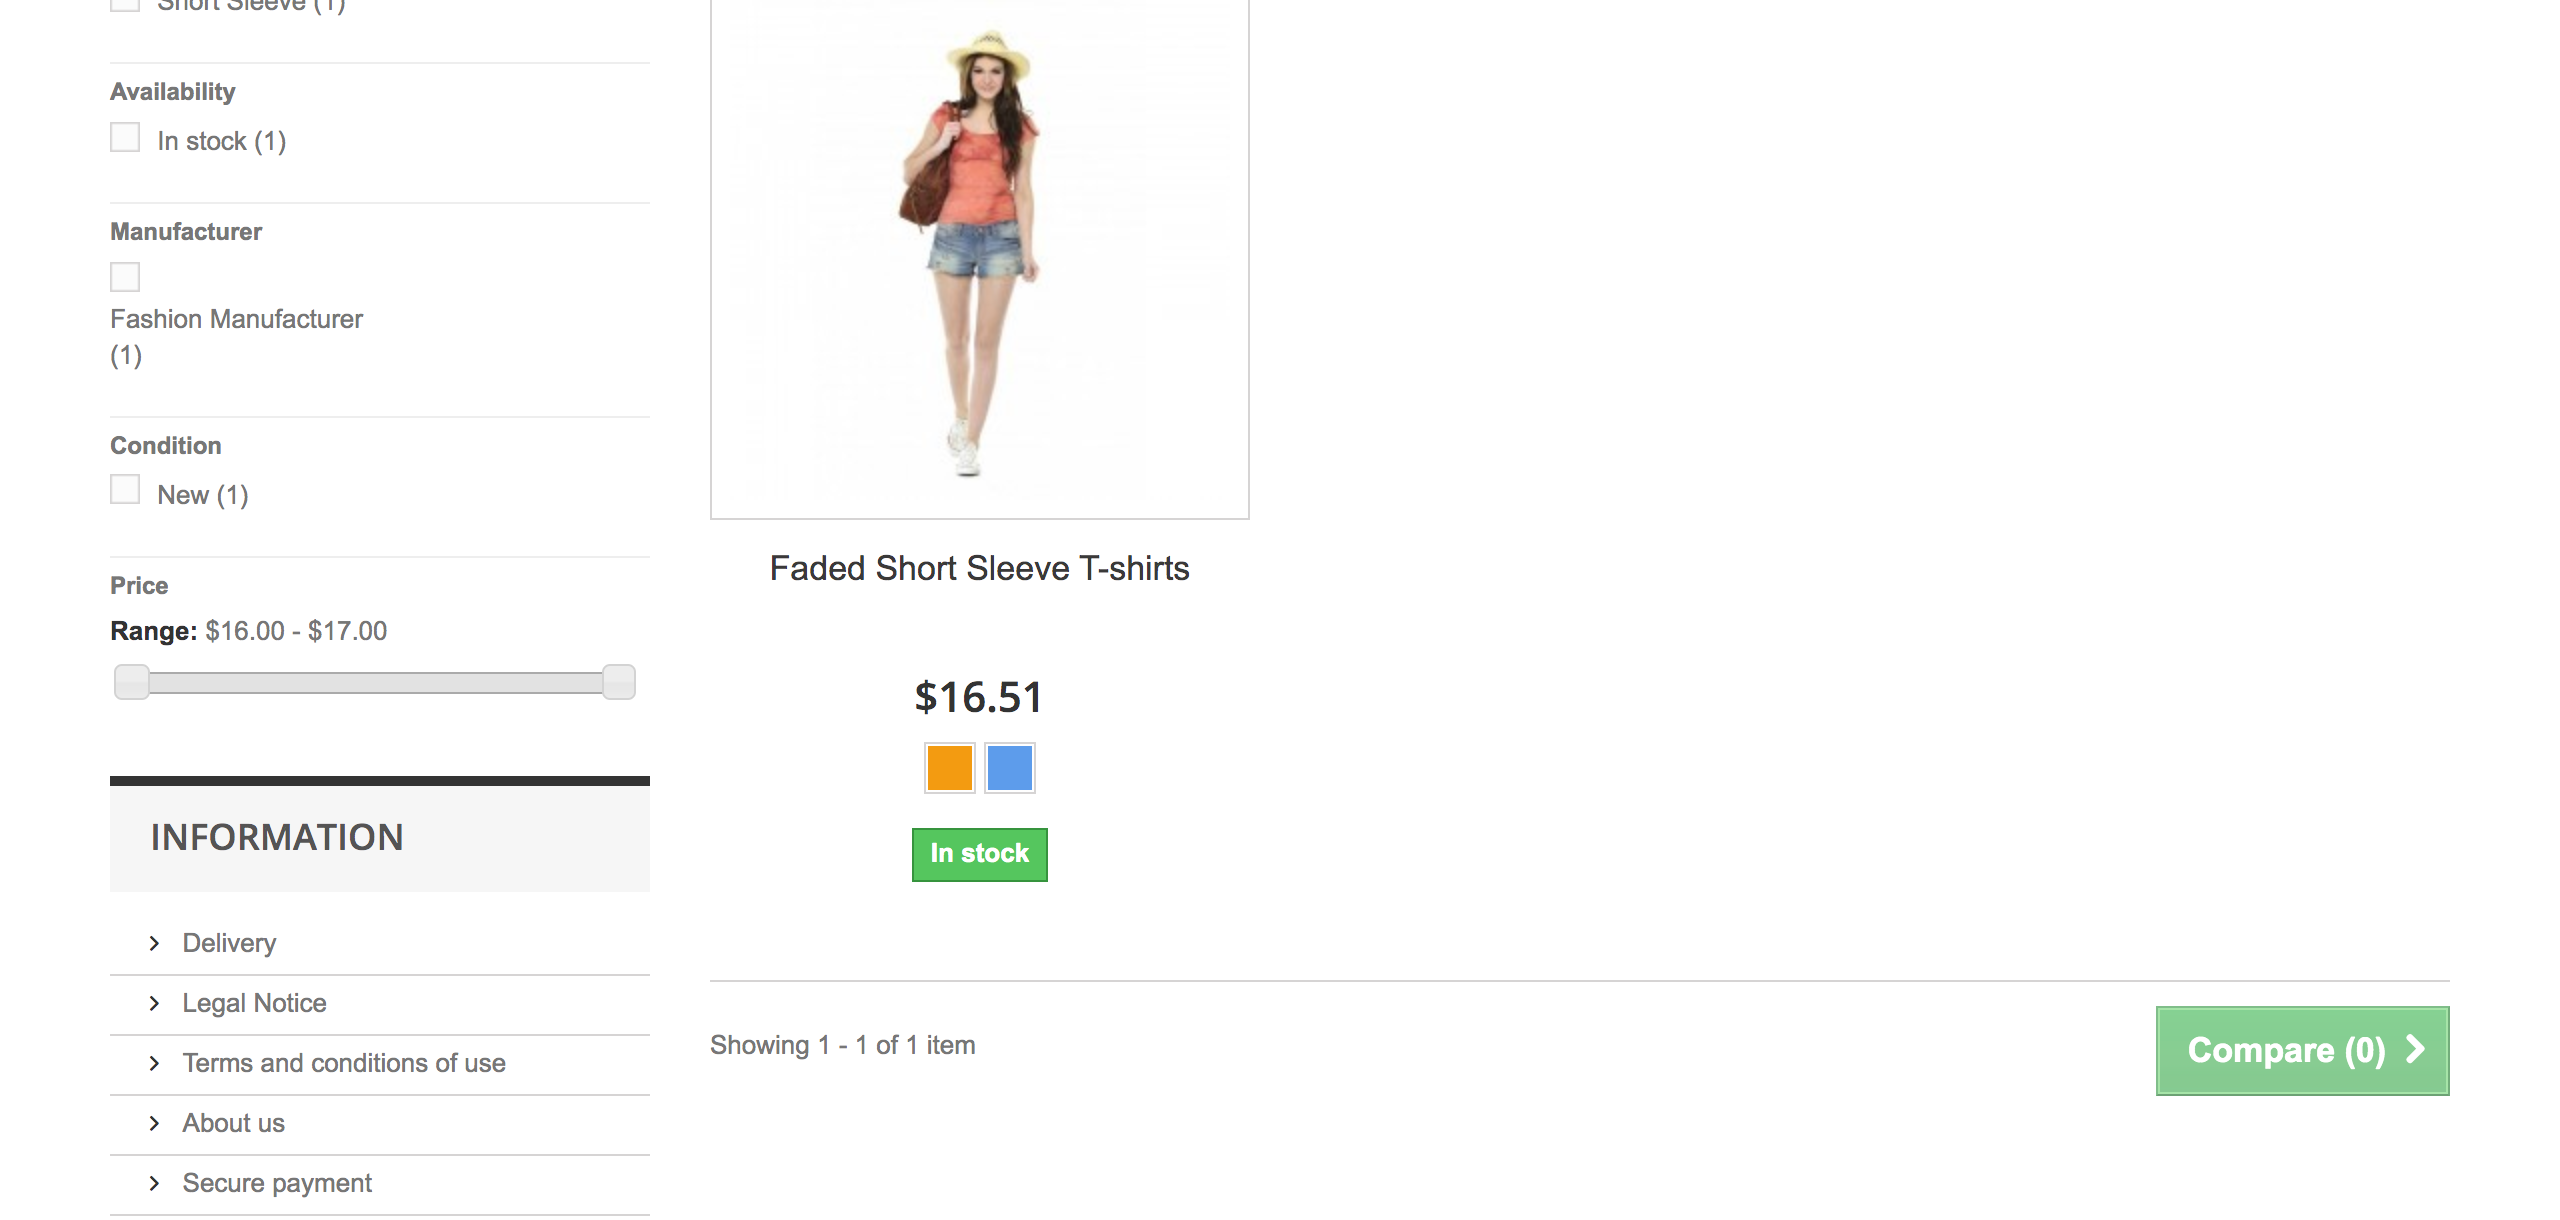 Short Sleeve (1)
Availability
In stock (1)
Manufacturer
Fashion Manufacturer
(1)
Condition
New (1)
Price
Range: $16.00 - $17.00
INFORMATION
Delivery
Legal Notice
Terms and conditions of use
About us
Secure payment
Faded Short Sleeve T-shirts
$16.51
In stock
Showing 1 - 1 of 1 item
Compare (0)